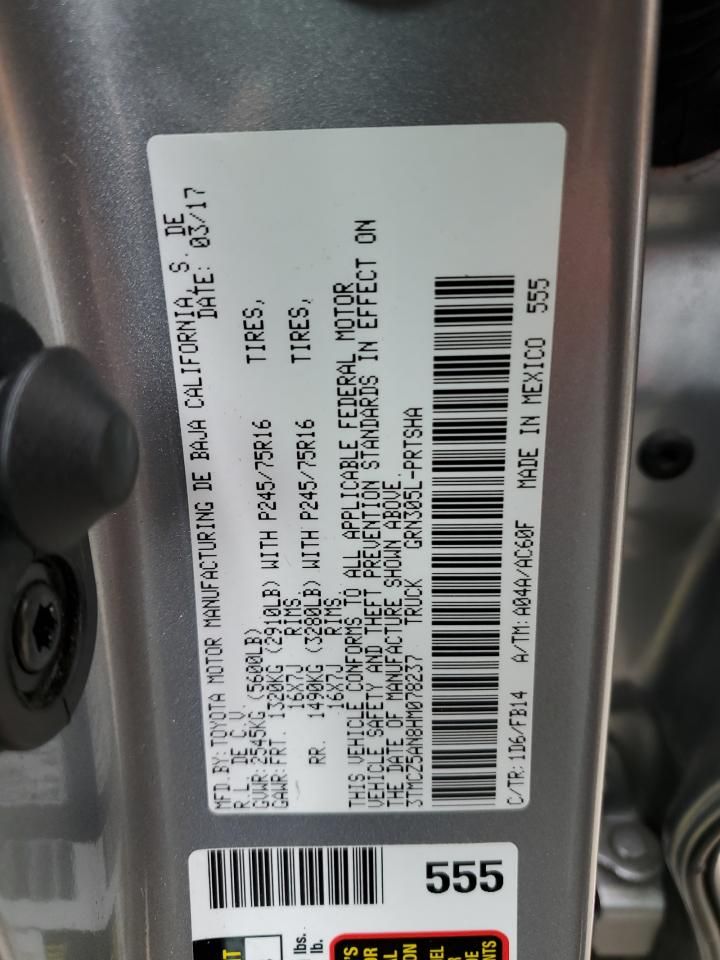 MFD.BY:TOYOTA MOTOR MANUFACTURING DE BAJA CALIFORNIA, S. DE
R.L. DE C.V. DATE: 03/17
GVWR:2545KG (5600LB)
GAWR:FRT. 1320KG (2910LB) WITH P245/75R16 TIRES,
16X7J RIMS
RR. 1490KG (3280LB) WITH P245/75R16 TIRES,
16X7J RIMS
THIS VEHICLE CONFORMS TO ALL APPLICABLE FEDERAL MOTOR
VEHICLE SAFETY AND THEFT PREVENTION STANDARDS IN EFFECT ON
THE DATE OF MANUFACTURE SHOWN ABOVE.
3TMCZ5AN8HM078237 TRUCK GRN305L-PRTSHA
C/TR:1D6/FB14 A/TM:A04A/AC60F MADE IN MEXICO 555
555
lbs.
lb.